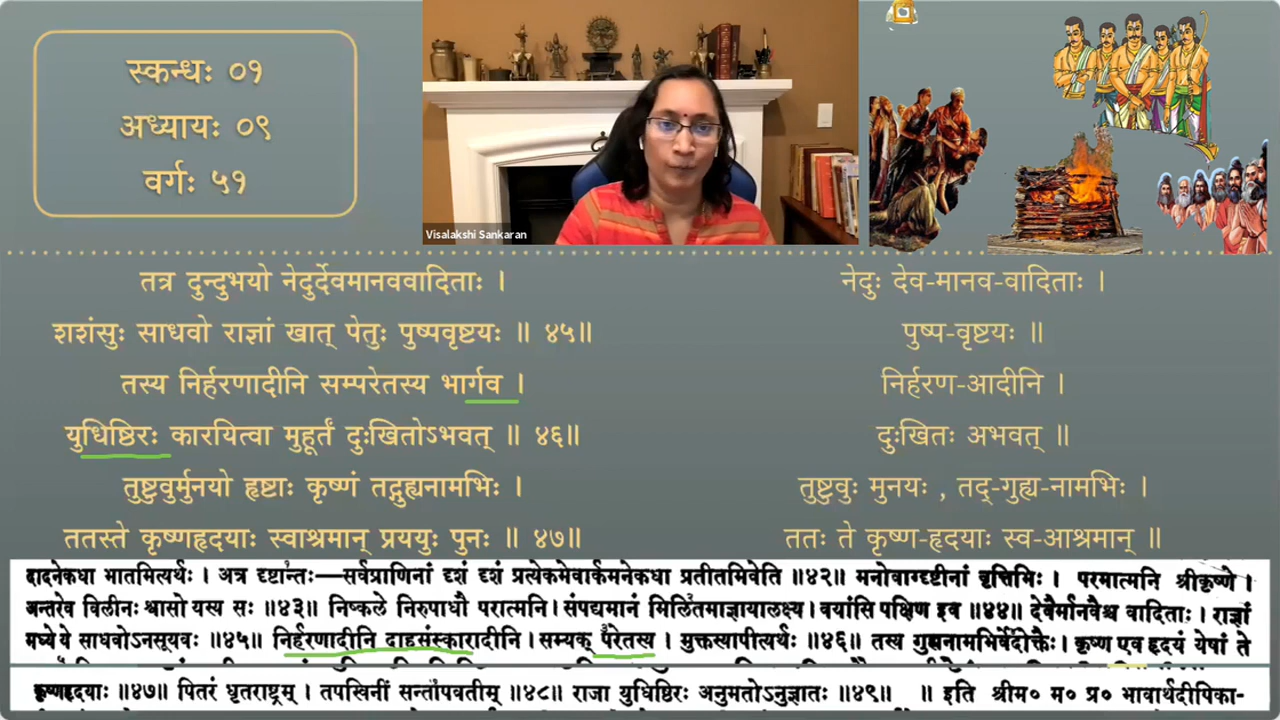 स्कन्धः ०१
अध्यायः ०९
वर्गः ५१
Visalakshi Sankaran
तत्र दुन्दुभयो नेदुर्देवमानववादिताः ।
शशंसुः साधवो राज्ञां खात् पेतुः पुष्पवृष्टयः ॥ ४५॥
तस्य निर्हरणादीनि सम्परेतस्य भार्गव ।
युधिष्ठिरः कारयित्वा मुहूर्तं दुःखितोऽभवत् ॥ ४६॥
तुष्टुवुर्मुनयो हृष्टाः कृष्णं तद्गुह्यनामभिः ।
ततस्ते कृष्णहृदयाः स्वाश्रमान् प्रययुः पुनः ॥ ४७॥
नेदुः देव-मानव-वादिताः ।
पुष्प-वृष्टयः ॥
निर्हरण-आदीनि ।
दुःखितः अभवत् ॥
तुष्टुवुः मुनयः , तद्-गुह्य-नामभिः ।
ततः ते कृष्ण-हृदयाः स्व-आश्रमान् ॥
दादनेकधा भातमित्यर्थः । अत्र दृष्टान्तः—सर्वप्राणिनां दृशं दृशं प्रत्येकमेवार्कमनेकधा प्रतीतमिवेति ॥४२॥ मनोवाग्दृष्टीनां वृत्तिभिः । परमात्मनि श्रीकृष्णे ।
अन्तरेव विलीनः श्वासो यस्य सः ॥४३॥ निष्कले निरुपाधौ परात्मनि । संपद्यमानं मिलितमाज्ञायालक्ष्य । वयांसि पक्षिण इव ॥४४॥ देवैर्मानवैश्च वादिताः । राज्ञां
मध्ये ये साधवोऽनसूयवः ॥४५॥ निर्हरणादीनि दाहसंस्कारादीनि । सम्यक् परेतस्य । मुक्तस्यापीत्यर्थः ॥४६॥ तस्य गुह्यनामभिर्वेदोक्तैः । कृष्ण एव हृदयं येषां ते
कृष्णहृदयाः ॥४७॥ पितरं धृतराष्ट्रम् । तपस्विनीं सन्तापवतीम् ॥४८॥ राजा युधिष्ठिरः अनुमतोऽनुज्ञातः ॥४९॥ ॥ इति श्रीम० म० प्र० भावार्थदीपिका-